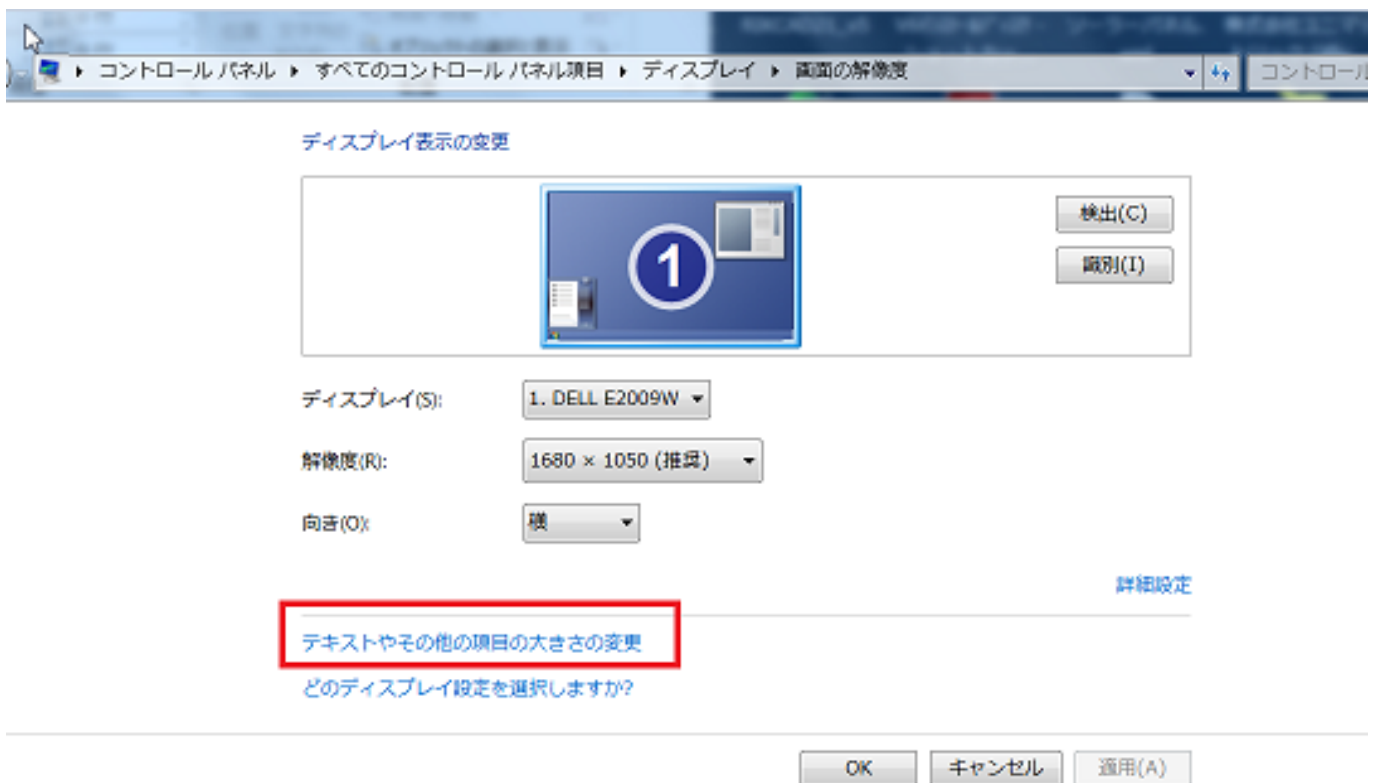 コントロール パネル ▸ すべてのコントロール パネル項目 ▸ ディスプレイ ▸ 画面の解像度
コントロール
ディスプレイ表示の変更
1
検出(C)
識別(I)
ディスプレイ(S):
1. DELL E2009W
解像度(R):
1680 × 1050 (推奨)
向き(O):
横
詳細設定
テキストやその他の項目の大きさの変更
どのディスプレイ設定を選択しますか?
OK
キャンセル
適用(A)